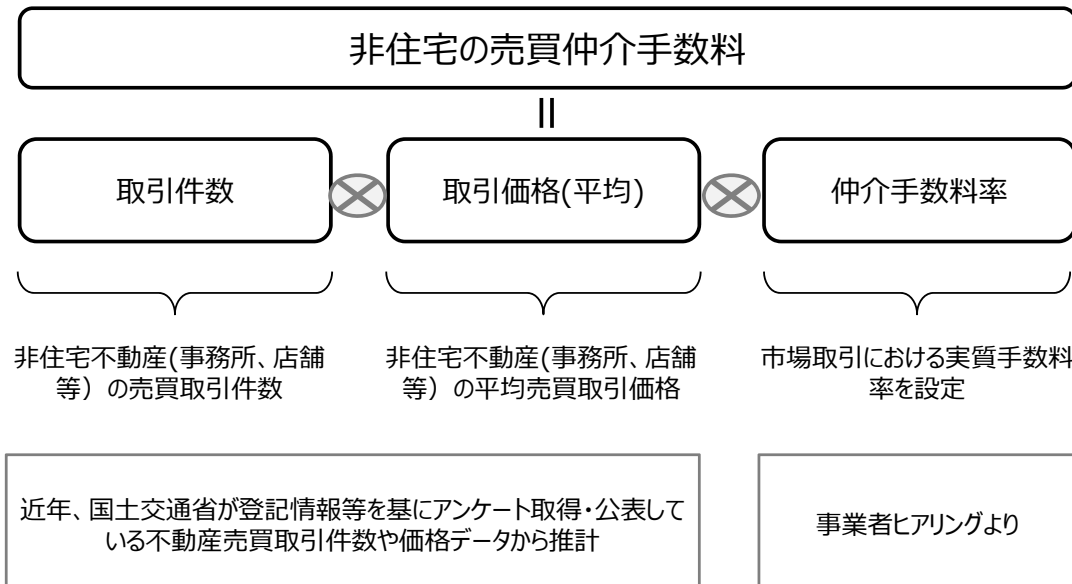 非住宅の売買仲介手数料
=
取引件数
取引価格(平均)
仲介手数料率
非住宅不動産(事務所、店舗
等）の売買取引件数
非住宅不動産(事務所、店舗
等）の平均売買取引価格
市場取引における実質手数料
率を設定
近年、国土交通省が登記情報等を基にアンケート取得・公表して
いる不動産売買取引件数や価格データから推計
事業者ヒアリングより